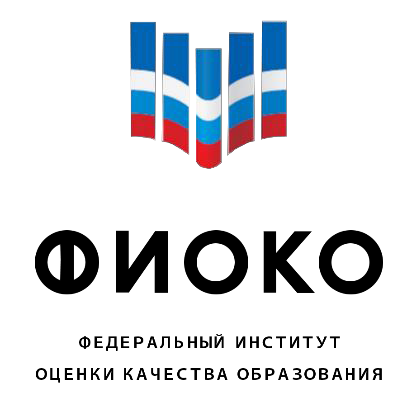 ФИОКО
ФЕДЕРАЛЬНЫЙ ИНСТИТУТ
ОЦЕНКИ КАЧЕСТВА ОБРАЗОВАНИЯ